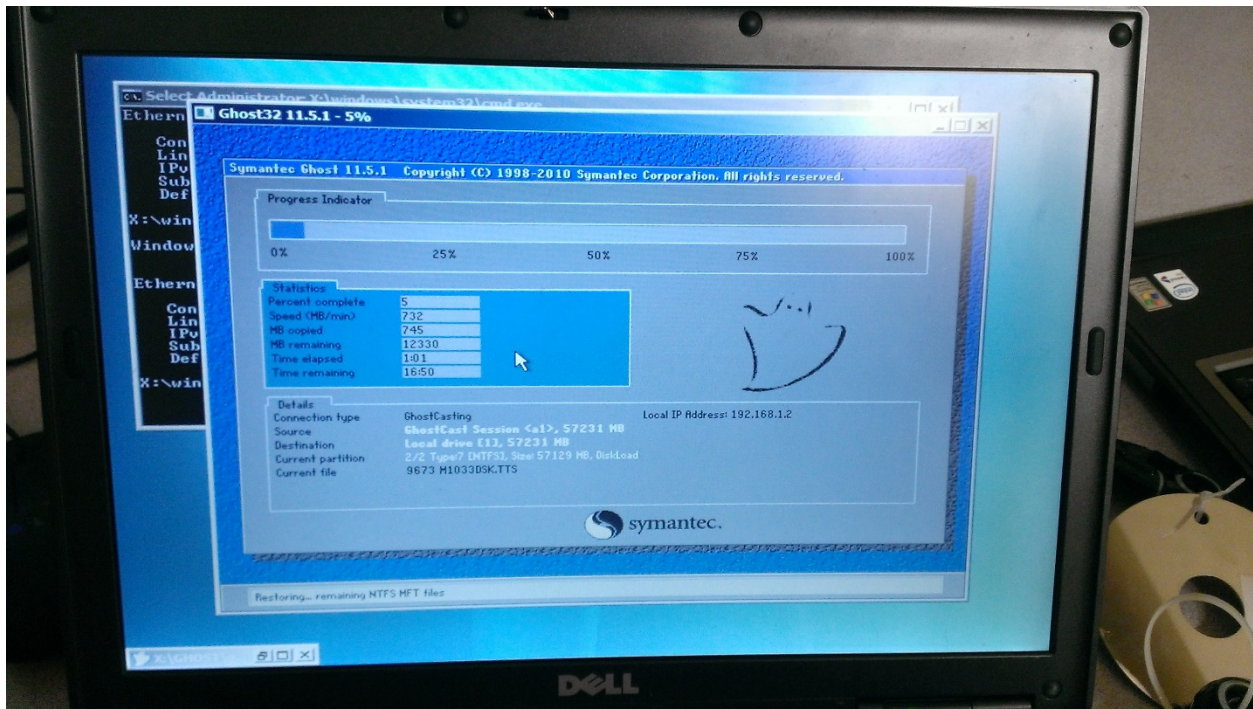 Select Administrator: X:\windows\system32\cmd.exe
Ethern
Con
Lin
IPv
Sub
Def
X:\win
Window
Ethern
Con
Lin
IPv
Sub
Def
X:\win
Ghost32 11.5.1 - 5%
Symantec Ghost 11.5.1 Copyright (C) 1998-2010 Symantec Corporation. All rights reserved.
Progress Indicator
0% 25% 50% 75% 100%
Statistics
Percent complete 5
Speed (MB/min) 732
MB copied 745
MB remaining 12330
Time elapsed 1:01
Time remaining 16:50
Details
Connection type GhostCasting Local IP Address: 192.168.1.2
Source GhostCast Session <a1>, 57231 MB
Destination Local drive [1], 57231 MB
Current partition 2/2 Type:7 [NTFS], Size: 57129 MB, DiskLoad
Current file 9673 M1033DSK.TTS
symantec.
Restoring... remaining NTFS MFT files
DELL